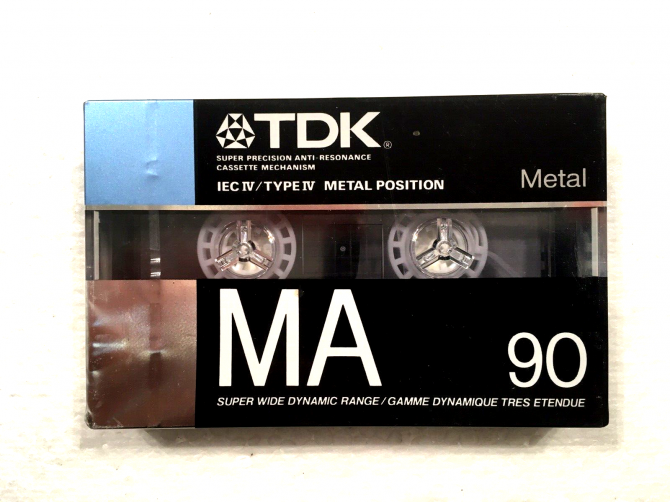 TDK®
SUPER PRECISION ANTI-RESONANCE
CASSETTE MECHANISM
IEC IV/TYPE IV METAL POSITION
Metal
MA 90
SUPER WIDE DYNAMIC RANGE/GAMME DYNAMIQUE TRES ETENDUE